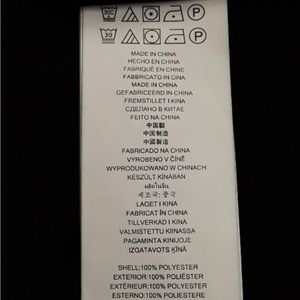 MADE IN CHINA
HECHO EN CHINA
FABRIQUÉ EN CHINE
FABBRICATO IN CINA
MADE IN CHINA
GEFABRICEERD IN CHINA
FREMSTILLET I KINA
СДЕЛАНО В КИТАЕ
FEITO NA CHINA
中国製
中国制造
中國製造
FABRICADO NA CHINA
VYROBENO V ČÍNĚ
WYPRODUKOWANO W CHINACH
KÉSZÜLT KÍNÁBAN
ผลิตในจีน
제조국: 중국
LAGET I KINA
FABRICAT ÎN CHINA
TILLVERKAD I KINA
VALMISTETTU KIINASSA
PAGAMINTA KINIJOJE
IZGATAVOTS ĶĪNĀ
SHELL:100% POLYESTER
EXTERIOR:100% POLIÉSTER
EXTÉRIEUR:100% POLYESTER
ESTERNO:100% POLIESTERE